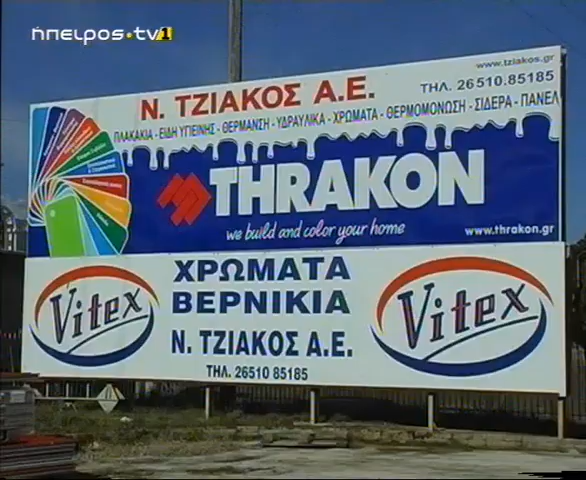 ήπειρος.tv1
www.tziakos.gr
Ν. ΤΖΙΑΚΟΣ Α.Ε.
ΤΗΛ. 26510.85185
ΠΛΑΚΑΚΙΑ - ΕΙΔΗ ΥΓΙΕΙΝΗΣ - ΘΕΡΜΑΝΣΗ - ΥΔΡΑΥΛΙΚΑ - ΧΡΩΜΑΤΑ - ΘΕΡΜΟΜΟΝΩΣΗ - ΣΙΔΕΡΑ - ΠΑΝΕΛ
THRAKON
we build and color your home
www.thrakon.gr
Vitex
ΧΡΩΜΑΤΑ
ΒΕΡΝΙΚΙΑ
Ν. ΤΖΙΑΚΟΣ Α.Ε.
ΤΗΛ. 26510 85185
Vitex